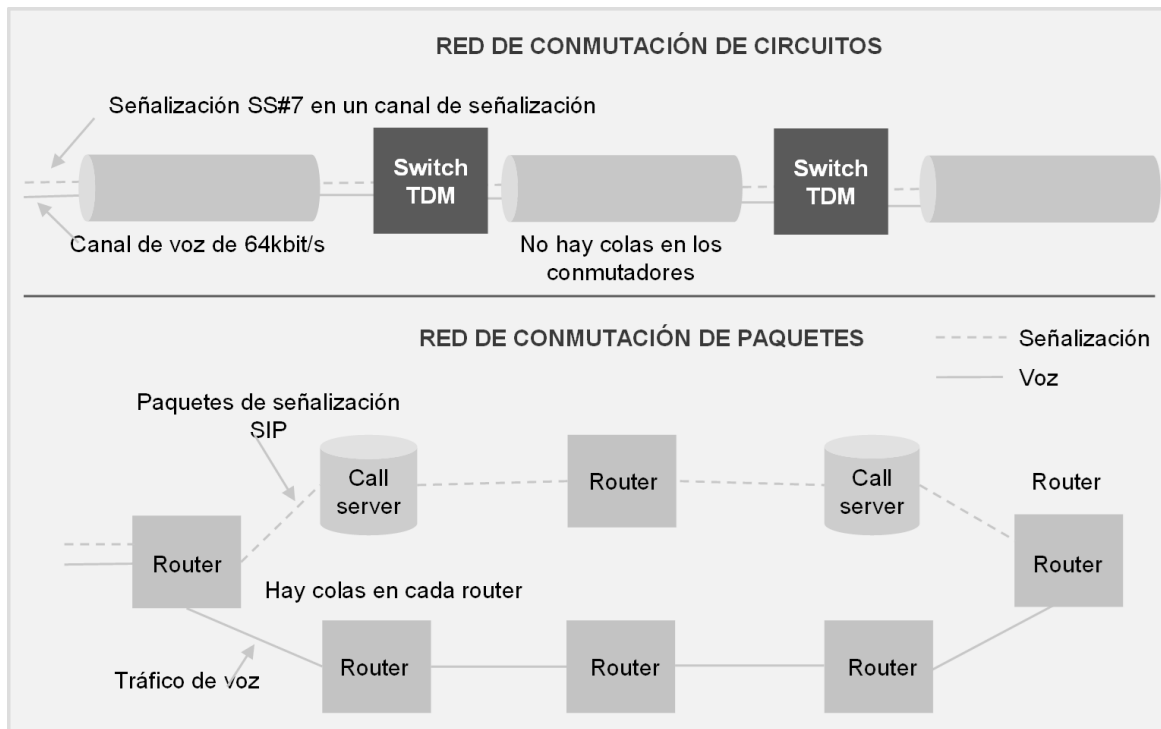 RED DE CONMUTACIÓN DE CIRCUITOS
Señalización SS#7 en un canal de señalización
Switch
TDM
Switch
TDM
Canal de voz de 64kbit/s
No hay colas en los
conmutadores
RED DE CONMUTACIÓN DE PAQUETES
Señalización
Voz
Paquetes de señalización
SIP
Call
server
Router
Call
server
Router
Router
Router
Hay colas en cada router
Router
Router
Router
Tráfico de voz